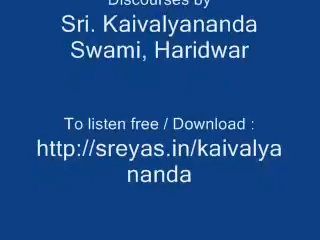 Discourses by
Sri. Kaivalyananda
Swami, Haridwar
To listen free / Download :
http://sreyas.in/kaivalya
nanda